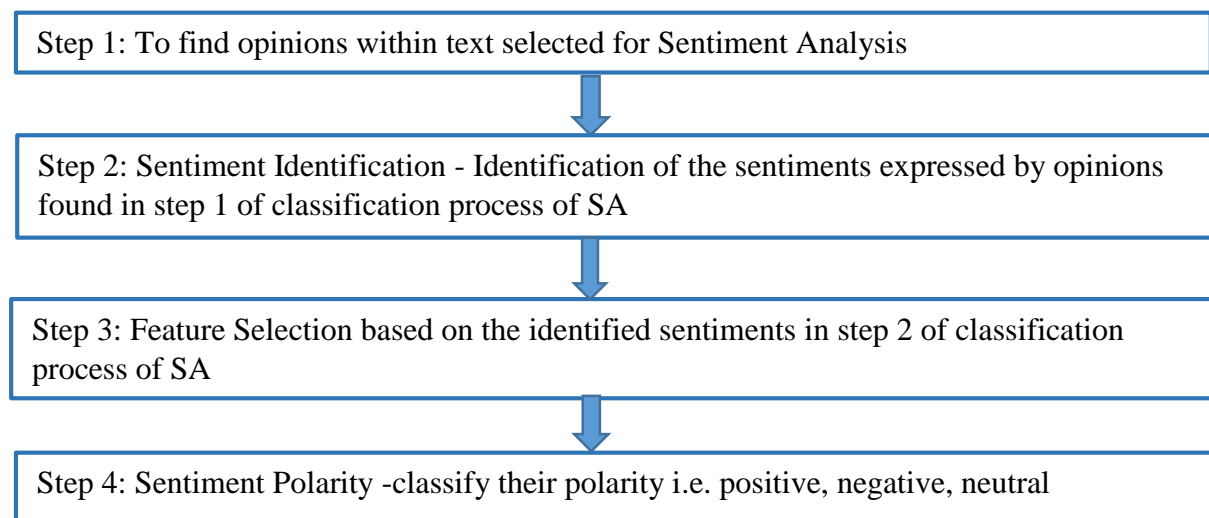 Step 1: To find opinions within text selected for Sentiment Analysis
Step 2: Sentiment Identification - Identification of the sentiments expressed by opinions
found in step 1 of classification process of SA
Step 3: Feature Selection based on the identified sentiments in step 2 of classification
process of SA
Step 4: Sentiment Polarity -classify their polarity i.e. positive, negative, neutral